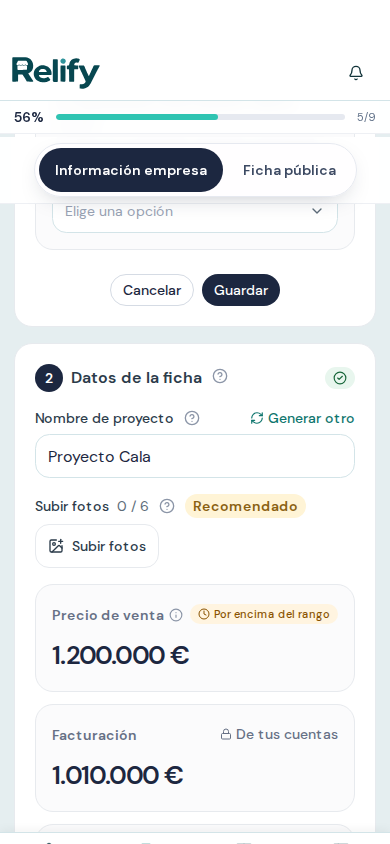 Relify
56%
5/9
Información empresa
Ficha pública
Elige una opción
Cancelar
Guardar
2 Datos de la ficha
Nombre de proyecto
Generar otro
Proyecto Cala
Subir fotos 0 / 6 Recomendado
Subir fotos
Precio de venta
Por encima del rango
1.200.000 €
Facturación
De tus cuentas
1.010.000 €